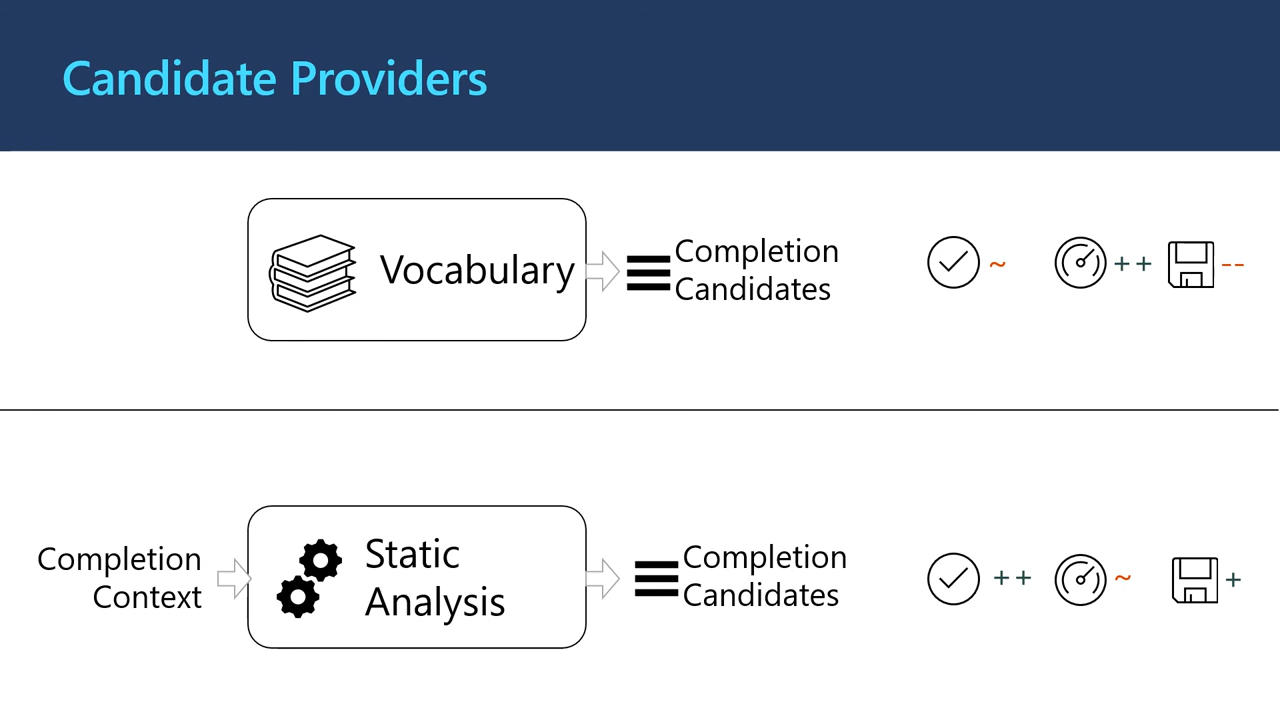 Candidate Providers
Vocabulary
Completion
Candidates
~
++
--
Completion
Context
Static
Analysis
Completion
Candidates
++
~
+